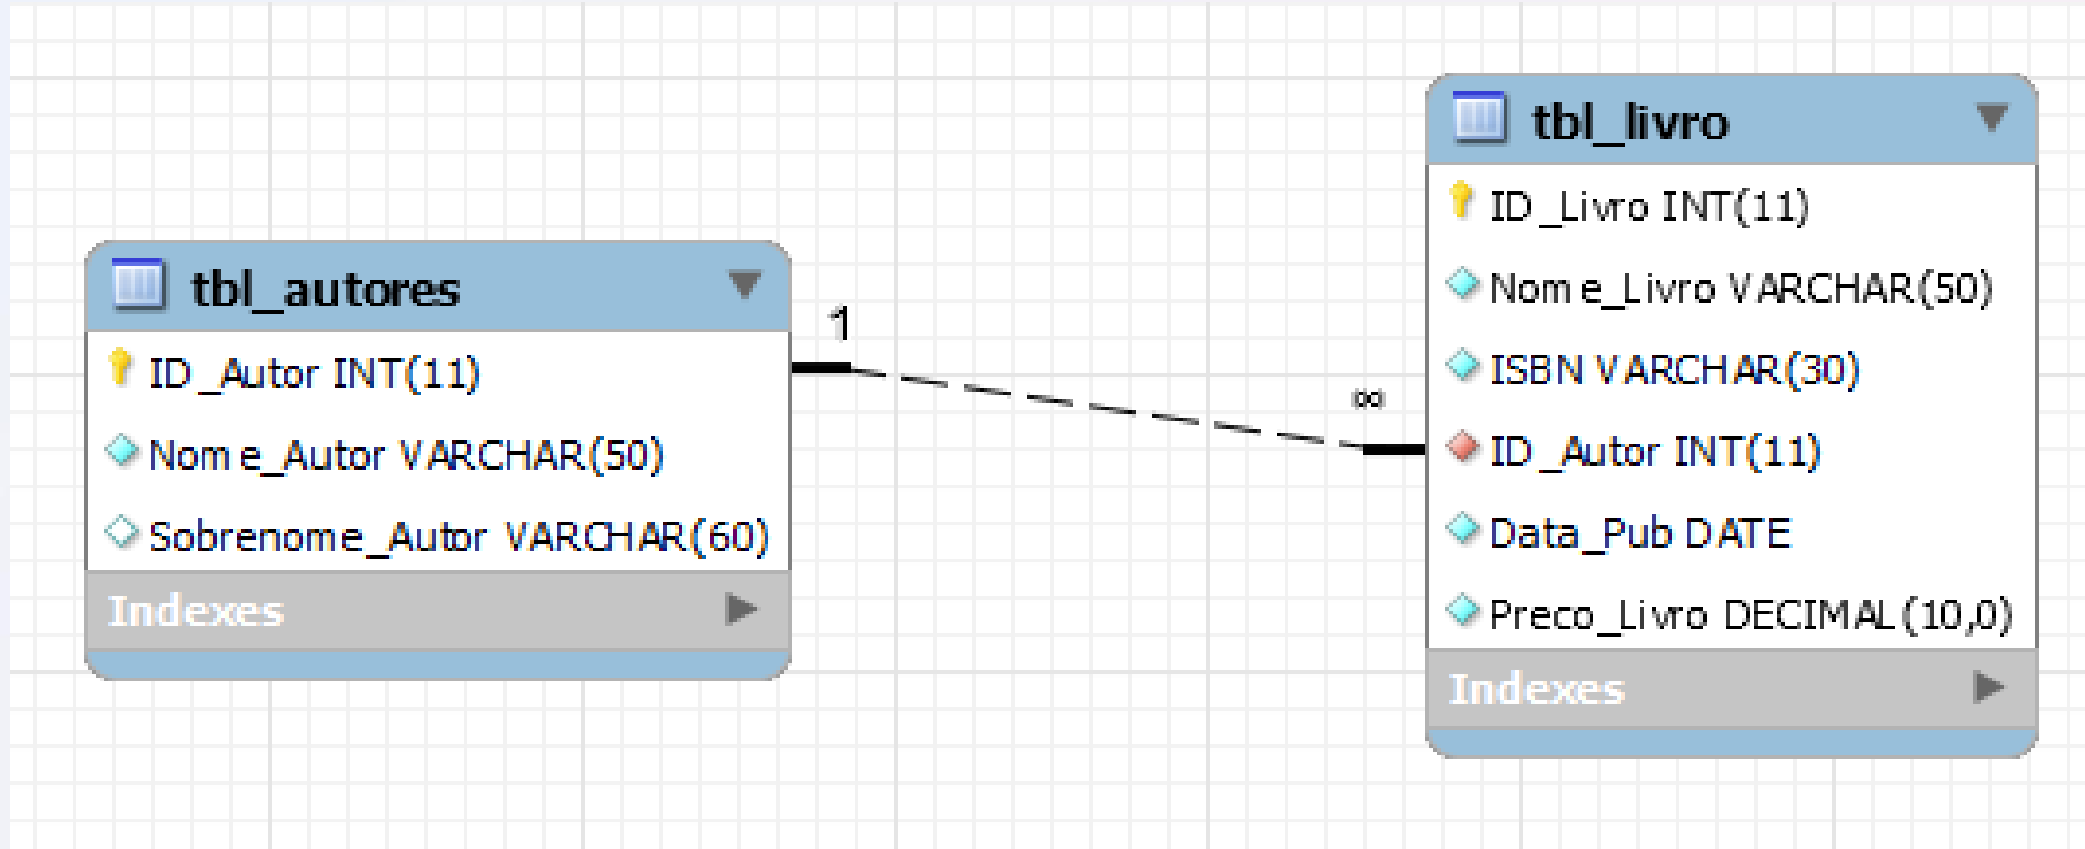 tbl_autores
ID_Autor INT(11)
Nome_Autor VARCHAR(50)
Sobrenome_Autor VARCHAR(60)
Indexes
1
∞
tbl_livro
ID_Livro INT(11)
Nome_Livro VARCHAR(50)
ISBN VARCHAR(30)
ID_Autor INT(11)
Data_Pub DATE
Preco_Livro DECIMAL(10,0)
Indexes